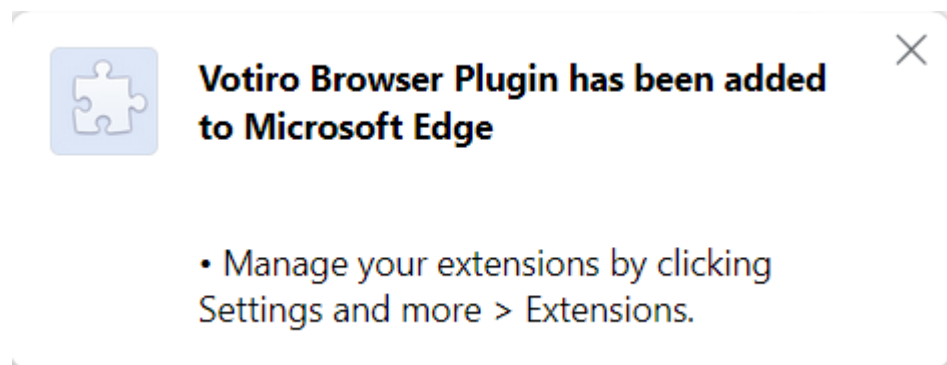 Votiro Browser Plugin has been added
to Microsoft Edge
• Manage your extensions by clicking
Settings and more > Extensions.